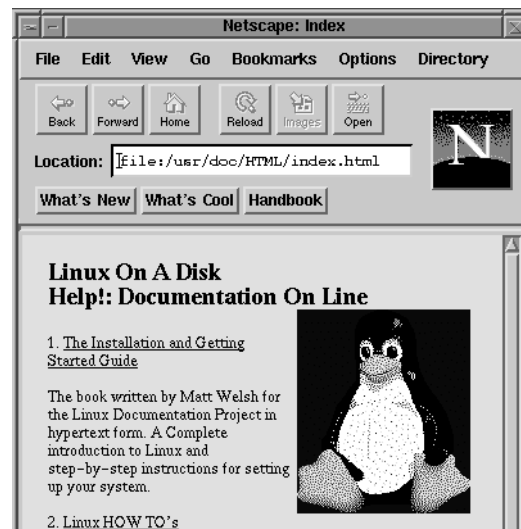 Netscape: Index
File Edit View Go Bookmarks Options Directory
Back Forward Home Reload Images Open
N
Location: file:/usr/doc/HTML/index.html
What's New What's Cool Handbook
Linux On A Disk
Help!: Documentation On Line
1. The Installation and Getting
Started Guide
The book written by Matt Welsh for
the Linux Documentation Project in
hypertext form. A Complete
introduction to Linux and
step-by-step instructions for setting
up your system.
2. Linux HOW TO's